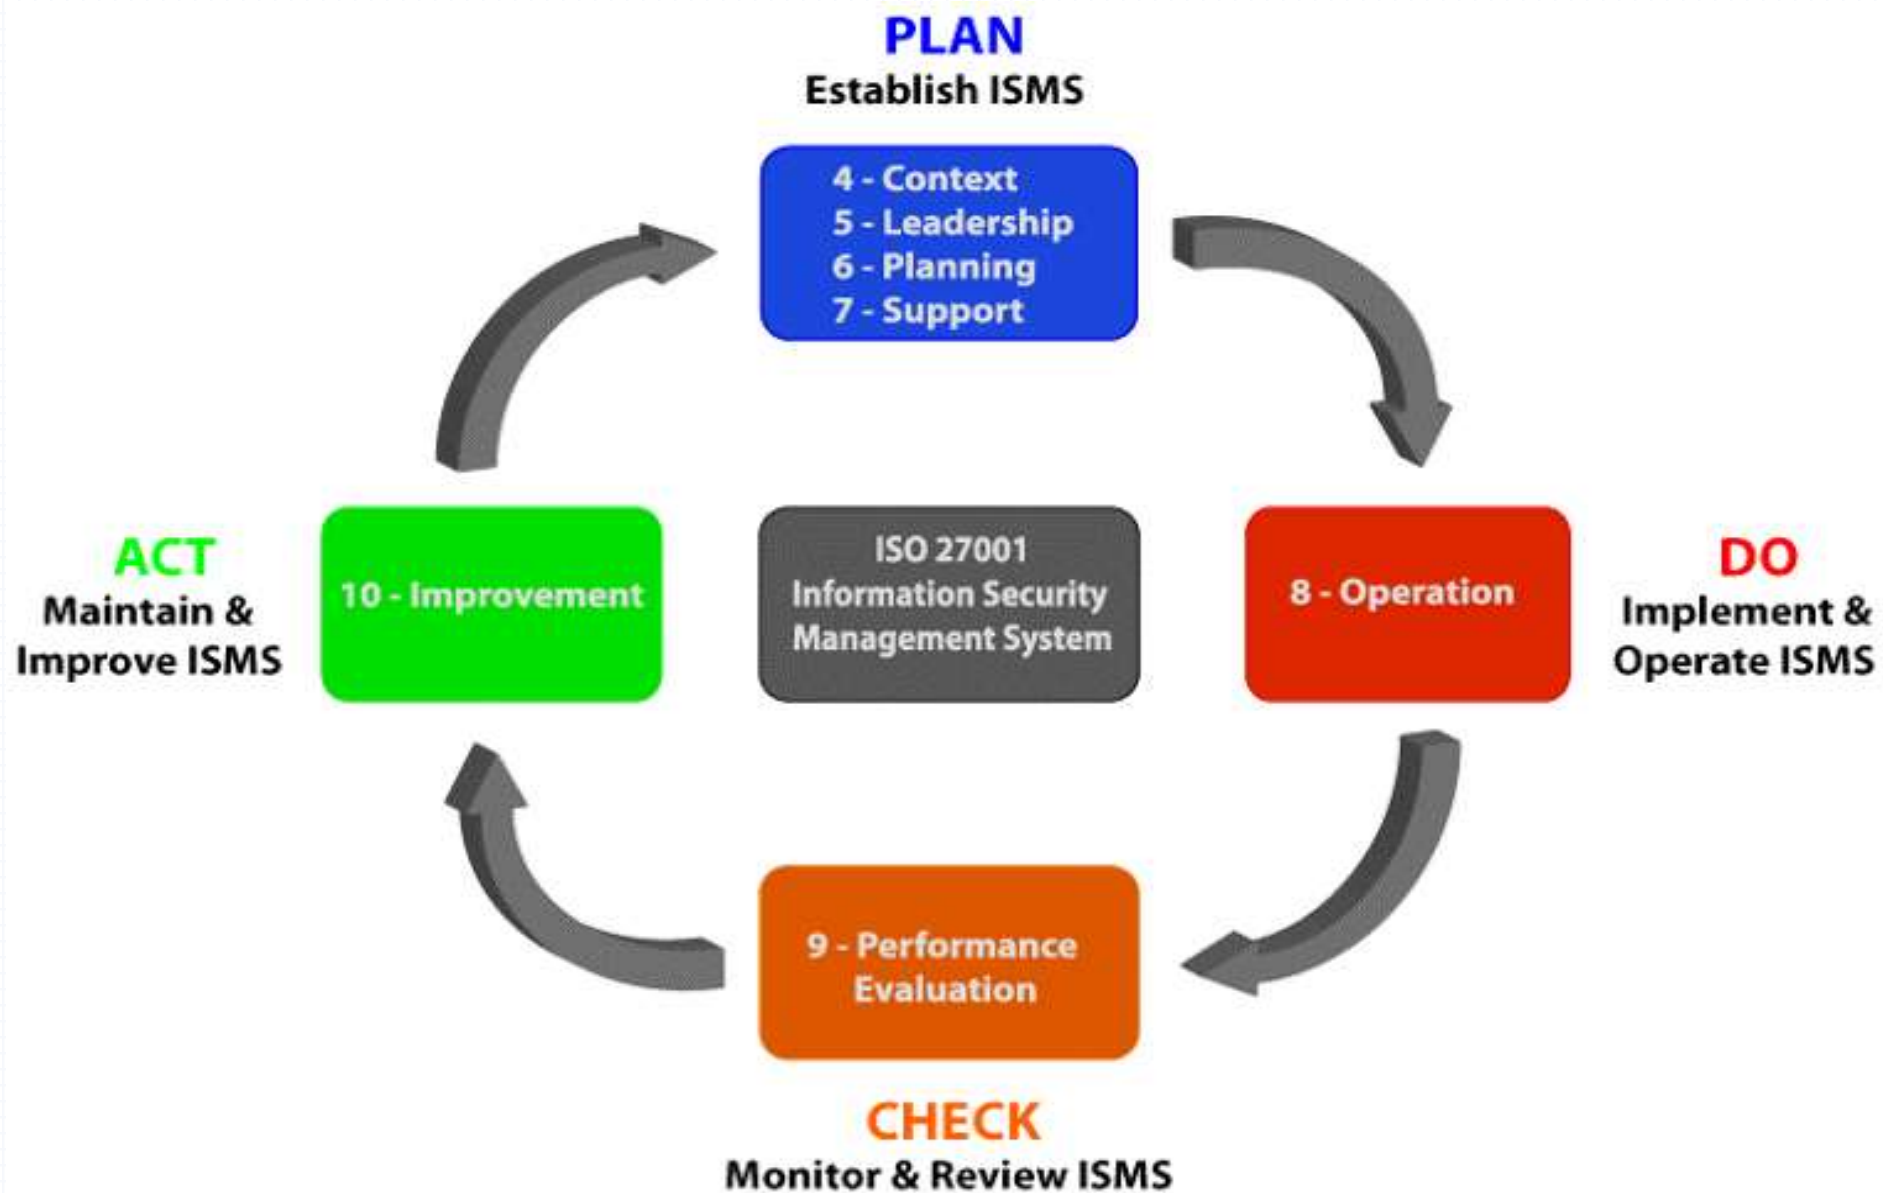 PLAN
Establish ISMS
4 - Context
5 - Leadership
6 - Planning
7 - Support
ACT
Maintain &
Improve ISMS
10 - Improvement
ISO 27001
Information Security
Management System
8 - Operation
DO
Implement &
Operate ISMS
9 - Performance
Evaluation
CHECK
Monitor & Review ISMS